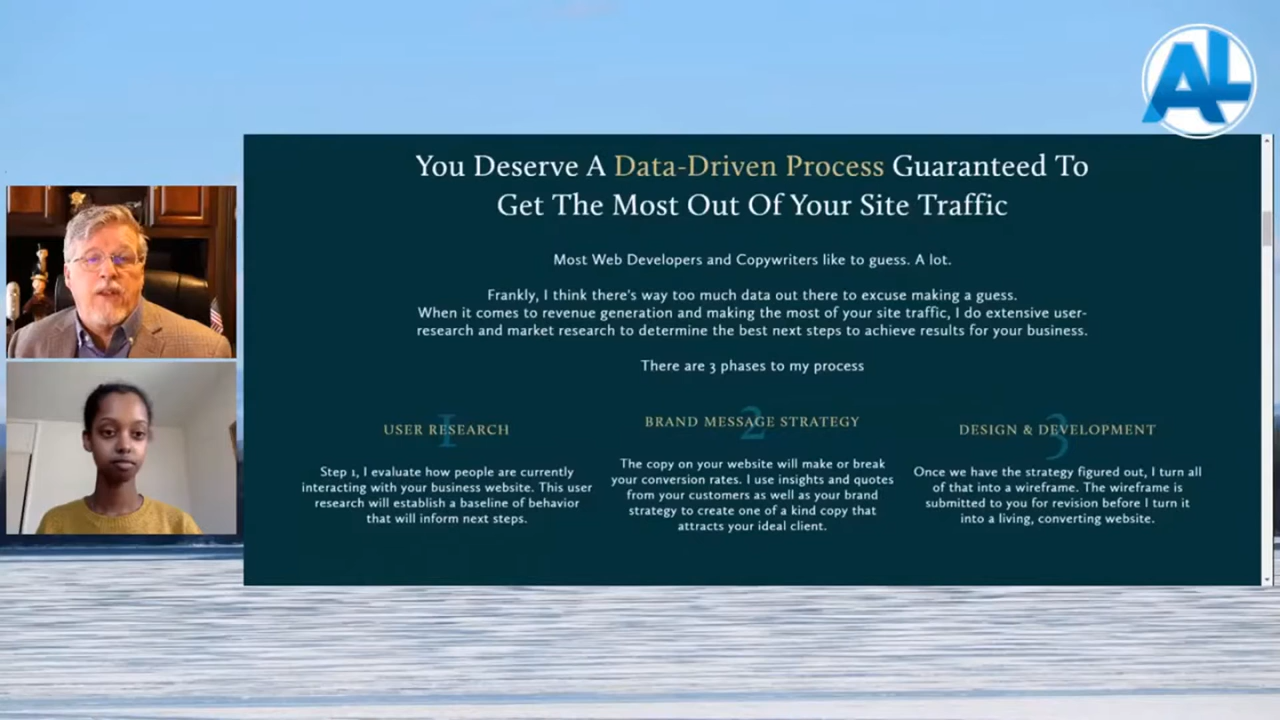 AL
You Deserve A Data-Driven Process Guaranteed To
Get The Most Out Of Your Site Traffic
Most Web Developers and Copywriters like to guess. A lot.
Frankly, I think there's way too much data out there to excuse making a guess.
When it comes to revenue generation and making the most of your site traffic, I do extensive user-
research and market research to determine the best next steps to achieve results for your business.
There are 3 phases to my process
1
USER RESEARCH
Step 1, I evaluate how people are currently
interacting with your business website. This user
research will establish a baseline of behavior
that will inform next steps.
2
BRAND MESSAGE STRATEGY
The copy on your website will make or break
your conversion rates. I use insights and quotes
from your customers as well as your brand
strategy to create one of a kind copy that
attracts your ideal client.
3
DESIGN & DEVELOPMENT
Once we have the strategy figured out, I turn all
of that into a wireframe. The wireframe is
submitted to you for revision before I turn it
into a living, converting website.